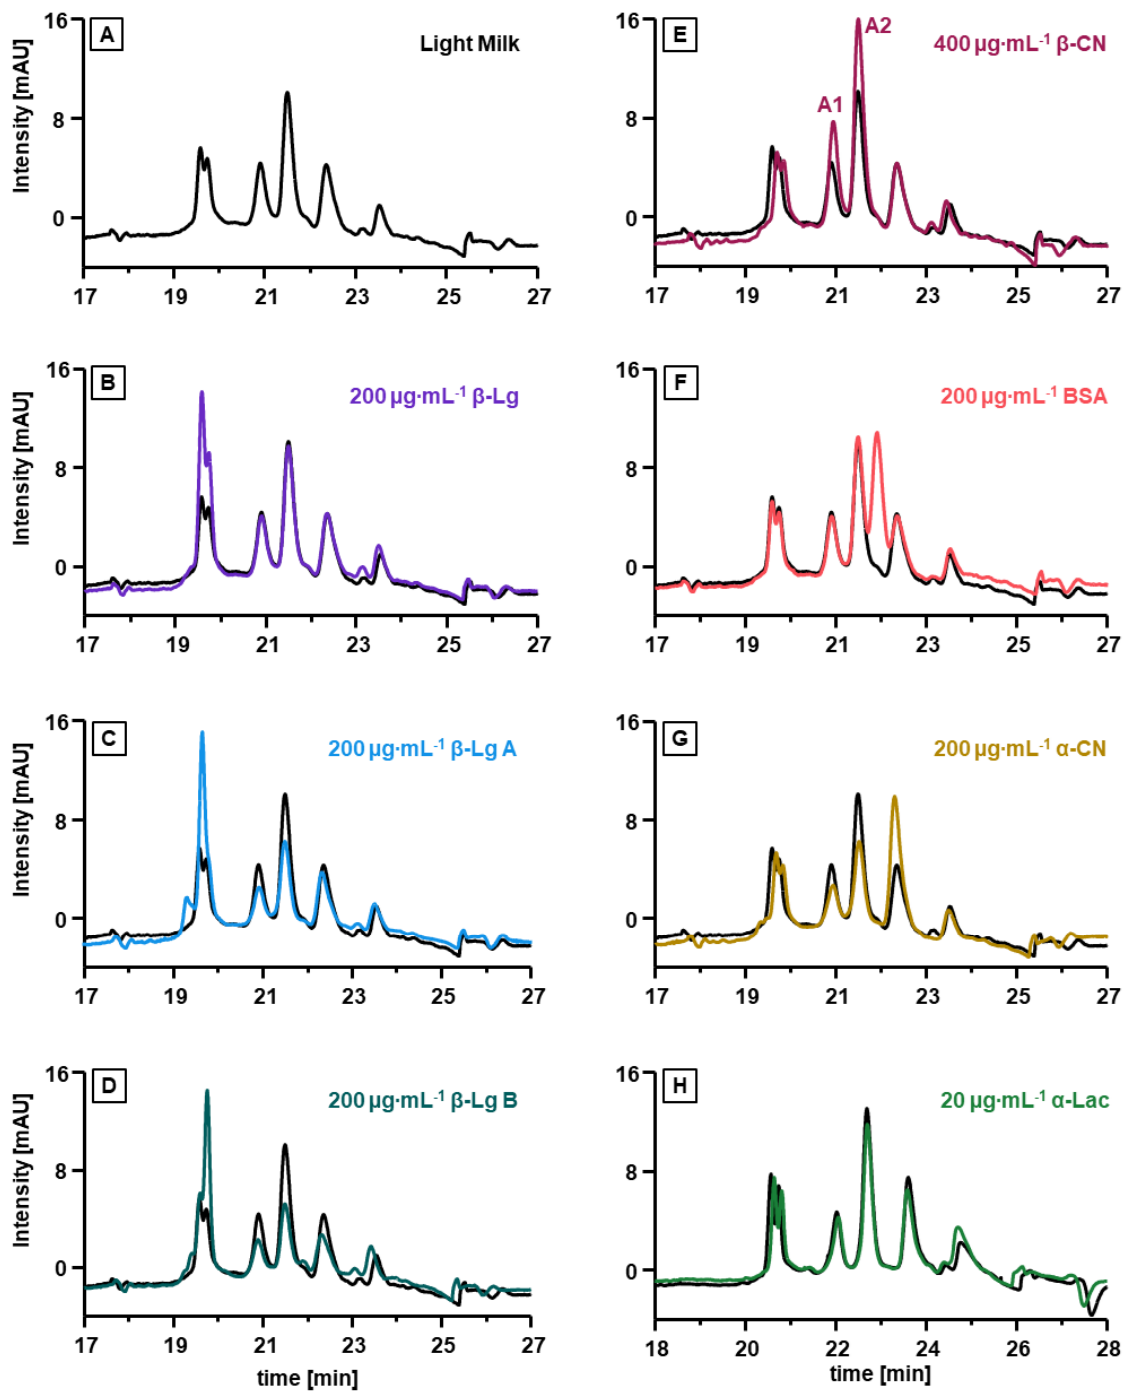 A
Light Milk
Intensity [mAU]
16
8
0
17 19 21 23 25 27
E
400 µg·mL⁻¹ β-CN
A1
A2
16
8
0
17 19 21 23 25 27
B
200 µg·mL⁻¹ β-Lg
Intensity [mAU]
16
8
0
17 19 21 23 25 27
F
200 µg·mL⁻¹ BSA
16
8
0
17 19 21 23 25 27
C
200 µg·mL⁻¹ β-Lg A
Intensity [mAU]
16
8
0
17 19 21 23 25 27
G
200 µg·mL⁻¹ α-CN
16
8
0
17 19 21 23 25 27
D
200 µg·mL⁻¹ β-Lg B
Intensity [mAU]
16
8
0
17 19 21 23 25 27
time [min]
H
20 µg·mL⁻¹ α-Lac
16
8
0
18 20 22 24 26 28
time [min]